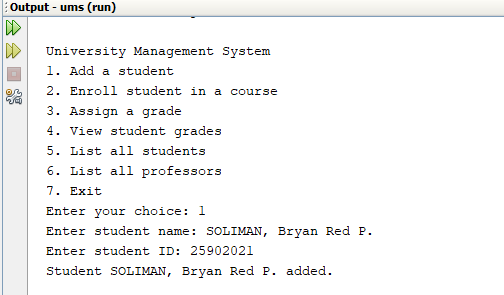 Output - ums (run)
University Management System
1. Add a student
2. Enroll student in a course
3. Assign a grade
4. View student grades
5. List all students
6. List all professors
7. Exit
Enter your choice: 1
Enter student name: SOLIMAN, Bryan Red P.
Enter student ID: 25902021
Student SOLIMAN, Bryan Red P. added.